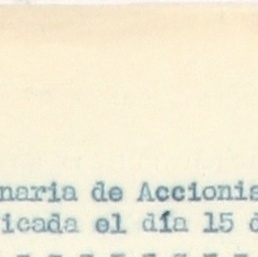 naria de Accionis
icada el día 15 d